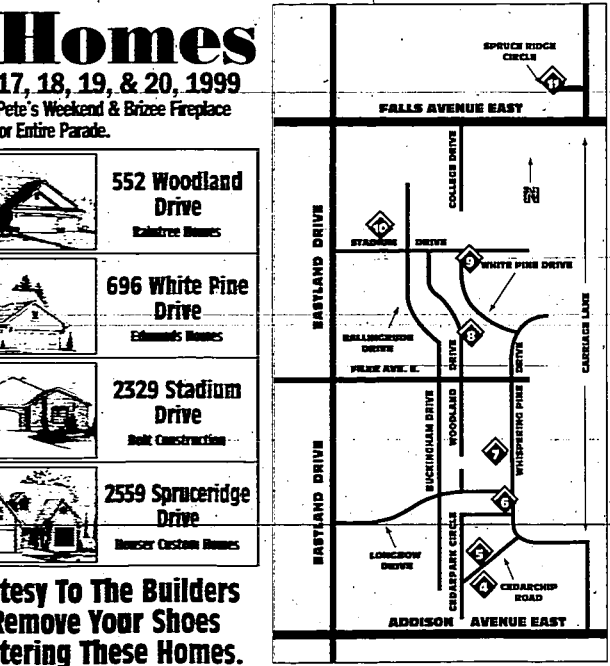 Homes
17, 18, 19, & 20, 1999
Pete's Weekend & Brizee Fireplace
or Entire Parade.
552 Woodland
Drive
Raintree Homes
696 White Pine
Drive
Edmunds Homes
2329 Stadium
Drive
Bolt Construction
2559 Spruceridge
Drive
Houser Custom Homes
tesy To The Builders
Remove Your Shoes
tering These Homes.
SPRUCE RIDGE
CIRCLE
11
FALLS AVENUE EAST
COLLEGE DRIVE
N
EASTLAND DRIVE
10
STADIUM DRIVE
9
WHITE PINE DRIVE
CARRIAGE LANE
8
DRIVE
FILER AVE. E.
WOODLAND DRIVE
BUCKINGHAM DRIVE
WHISPERING PINE DRIVE
7
EASTLAND DRIVE
6
LONGBOW
DRIVE
CEDARPARK CIRCLE
5
4
CEDARCHIP
ROAD
ADDISON AVENUE EAST